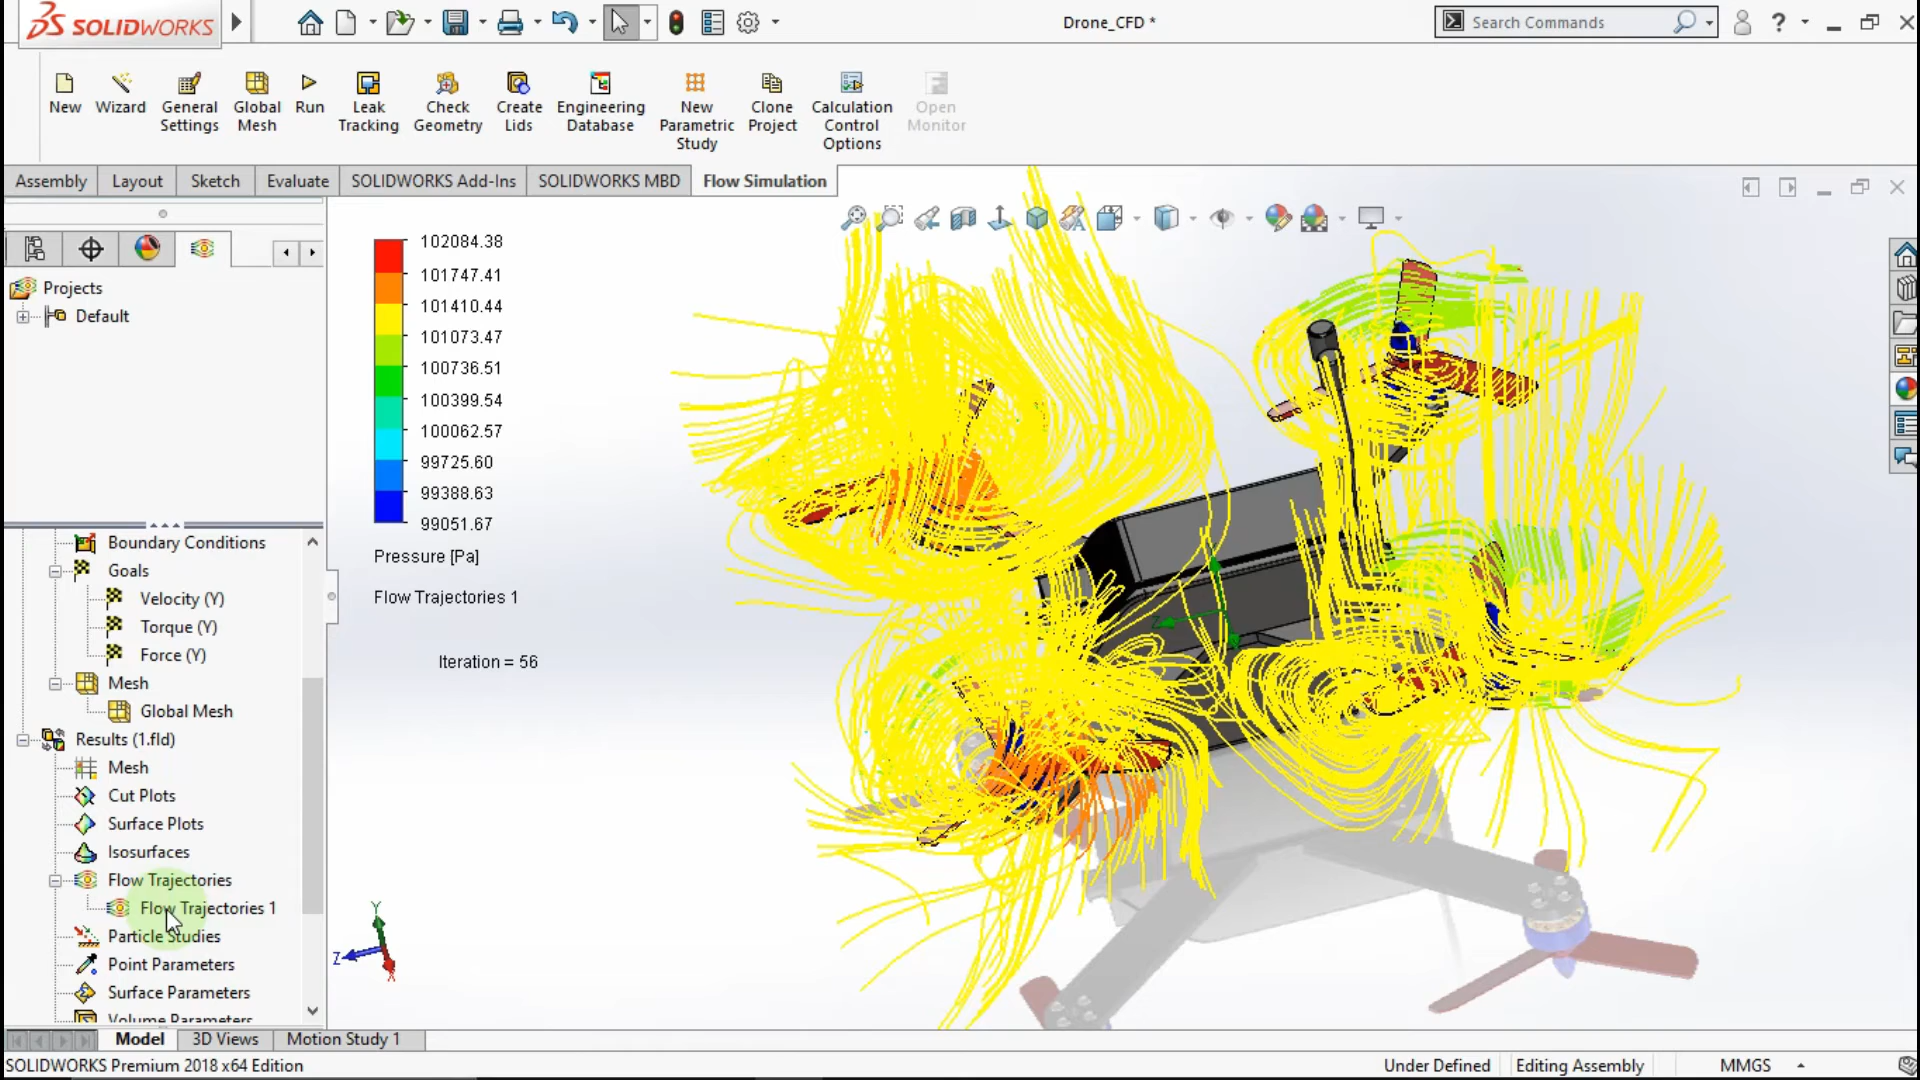 SOLIDWORKS
Drone_CFD *
Search Commands
?
New
Wizard
General Settings
Global Mesh
Run
Leak Tracking
Check Geometry
Create Lids
Engineering Database
New Parametric Study
Clone Project
Calculation Control Options
Open Monitor
Assembly
Layout
Sketch
Evaluate
SOLIDWORKS Add-Ins
SOLIDWORKS MBD
Flow Simulation
Projects
Default
Boundary Conditions
Goals
Velocity (Y)
Torque (Y)
Force (Y)
Mesh
Global Mesh
Results (1.fld)
Mesh
Cut Plots
Surface Plots
Isosurfaces
Flow Trajectories
Flow Trajectories 1
Particle Studies
Point Parameters
Surface Parameters
Volume Parameters
102084.38
101747.41
101410.44
101073.47
100736.51
100399.54
100062.57
99725.60
99388.63
99051.67
Pressure [Pa]
Flow Trajectories 1
Iteration = 56
Y
Z
X
Model
3D Views
Motion Study 1
SOLIDWORKS Premium 2018 x64 Edition
Under Defined
Editing Assembly
MMGS